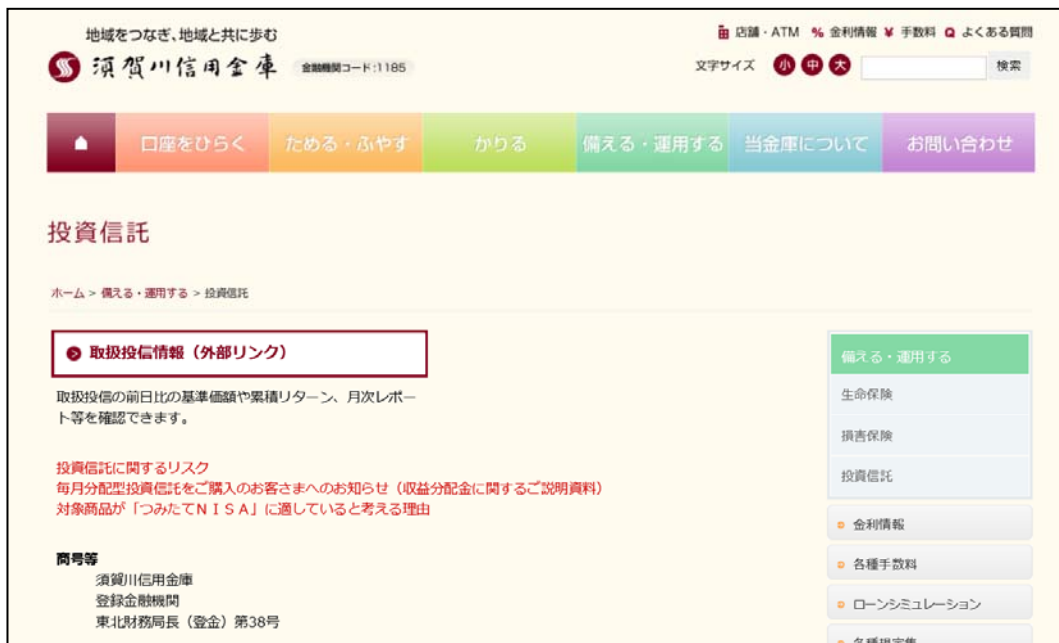 地域をつなぎ、地域と共に歩む
店舗・ATM % 金利情報 ¥ 手数料 Q よくある質問
須賀川信用金庫 金融機関コード:1185
文字サイズ 小 中 大 検索
口座をひらく ためる・ふやす かりる 備える・運用する 当金庫について お問い合わせ
投資信託
ホーム > 備える・運用する > 投資信託
取扱投信情報（外部リンク）
取扱投信の前日比の基準価額や累積リターン、月次レポー
ト等を確認できます。
投資信託に関するリスク
毎月分配型投資信託をご購入のお客さまへのお知らせ（収益分配金に関するご説明資料）
対象商品が「つみたてＮＩＳＡ」に適していると考える理由
商号等
須賀川信用金庫
登録金融機関
東北財務局長（登金）第38号
備える・運用する
生命保険
損害保険
投資信託
金利情報
各種手数料
ローンシミュレーション
各種規定集